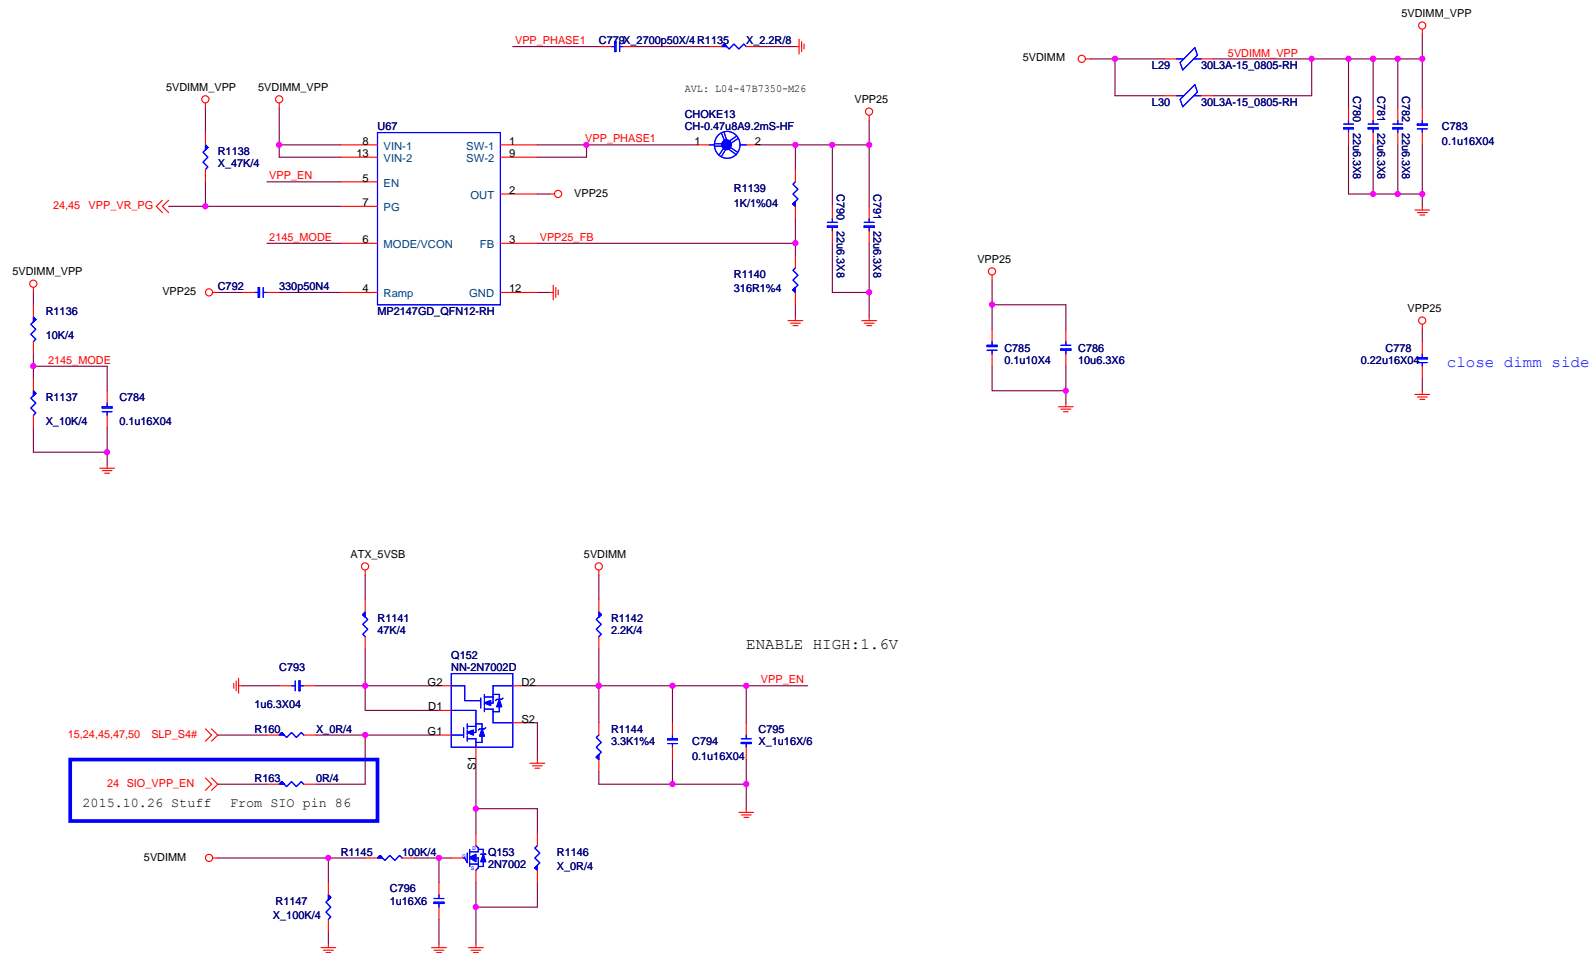 VPP_PHASE1 C779 X_2700p50X/4 R1135 X_2.2R/8
5VDIMM_VPP
5VDIMM
L29 5VDIMM_VPP
30L3A-15_0805-RH
L30 30L3A-15_0805-RH
C780 22u6.3X8
C781 22u6.3X8
C782 22u6.3X8
C783
0.1u16X04
5VDIMM_VPP 5VDIMM_VPP
AVL: L04-47B7350-M26
CHOKE13
CH-0.47u8A9.2mS-HF
VPP25
U67
R1138
X_47K/4
8 VIN-1 SW-1 1 VPP_PHASE1 1 2
13 VIN-2 SW-2 9
VPP_EN 5 EN
OUT 2 VPP25
24,45 VPP_VR_PG 7 PG
2145_MODE 6 MODE/VCON FB 3 VPP25_FB
VPP25 C792 330p50N4 4 Ramp GND 12
MP2147GD_QFN12-RH
R1139
1K/1%04
R1140
316R1%4
C790 22u6.3X8
C791 22u6.3X8
5VDIMM_VPP
R1136
10K/4
2145_MODE
R1137
X_10K/4
C784
0.1u16X04
VPP25
C785
0.1u10X4
C786
10u6.3X6
VPP25
C778
0.22u16X04
close dimm side
ATX_5VSB
5VDIMM
R1141
47K/4
R1142
2.2K/4
ENABLE HIGH:1.6V
Q152
NN-2N7002D
C793
1u6.3X04
G2 D2 VPP_EN
D1
S2
G1
S1
R1144
3.3K1%4
C794
0.1u16X04
C795
X_1u16X/6
15,24,45,47,50 SLP_S4# R160 X_0R/4
24 SIO_VPP_EN R163 0R/4
2015.10.26 Stuff From SIO pin 86
5VDIMM R1145 100K/4
Q153
2N7002
R1146
X_0R/4
R1147
X_100K/4
C796
1u16X6